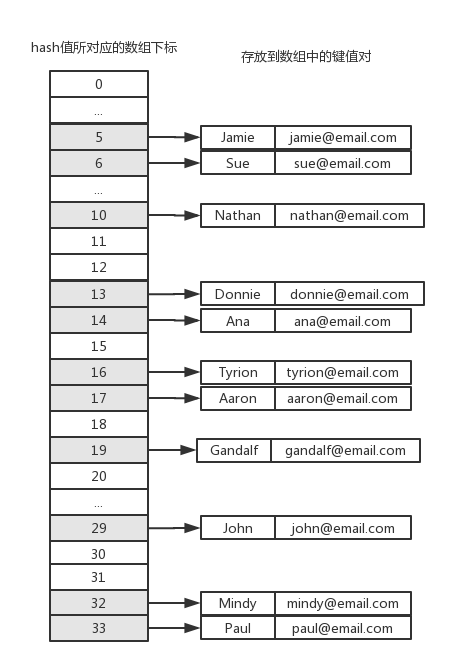 hash值所对应的数组下标
存放到数组中的键值对
0
...
5 Jamie jamie@email.com
6 Sue sue@email.com
...
10 Nathan nathan@email.com
11
12
13 Donnie donnie@email.com
14 Ana ana@email.com
15
16 Tyrion tyrion@email.com
17 Aaron aaron@email.com
18
19 Gandalf gandalf@email.com
20
...
29 John john@email.com
30
31
32 Mindy mindy@email.com
33 Paul paul@email.com